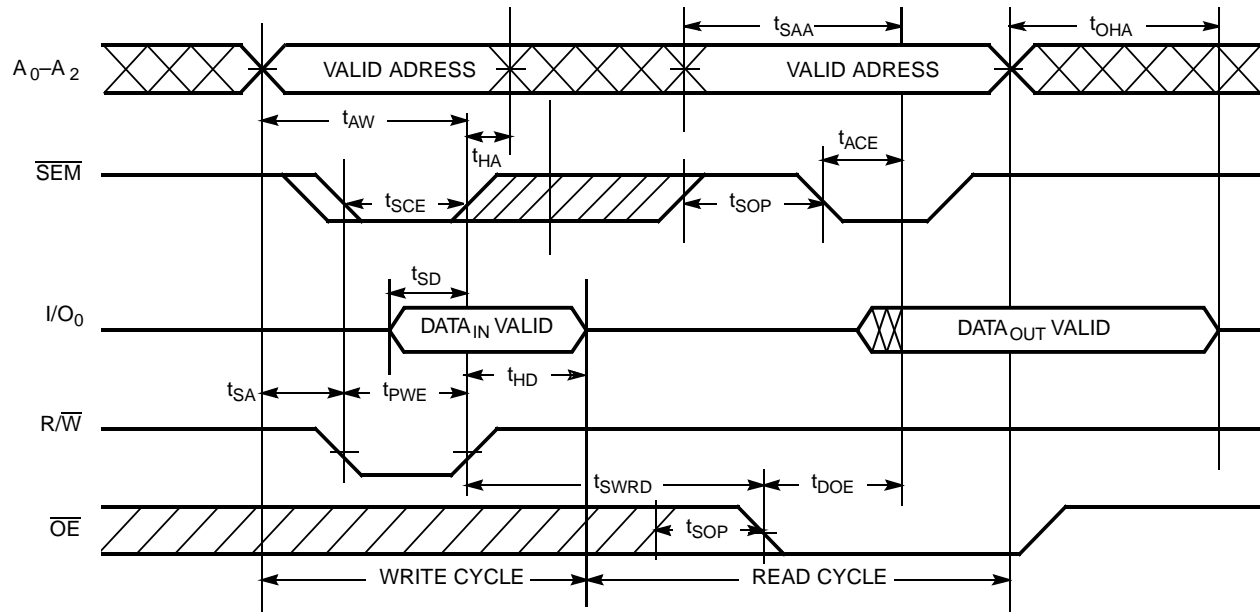 tSAA
tOHA
A0–A2
VALID ADRESS
VALID ADRESS
tAW
tHA
tACE
SEM
tSCE
tSOP
tSD
I/O0
DATAIN VALID
DATAOUT VALID
tSA
tPWE
tHD
R/W
tSWRD
tDOE
OE
tSOP
WRITE CYCLE
READ CYCLE